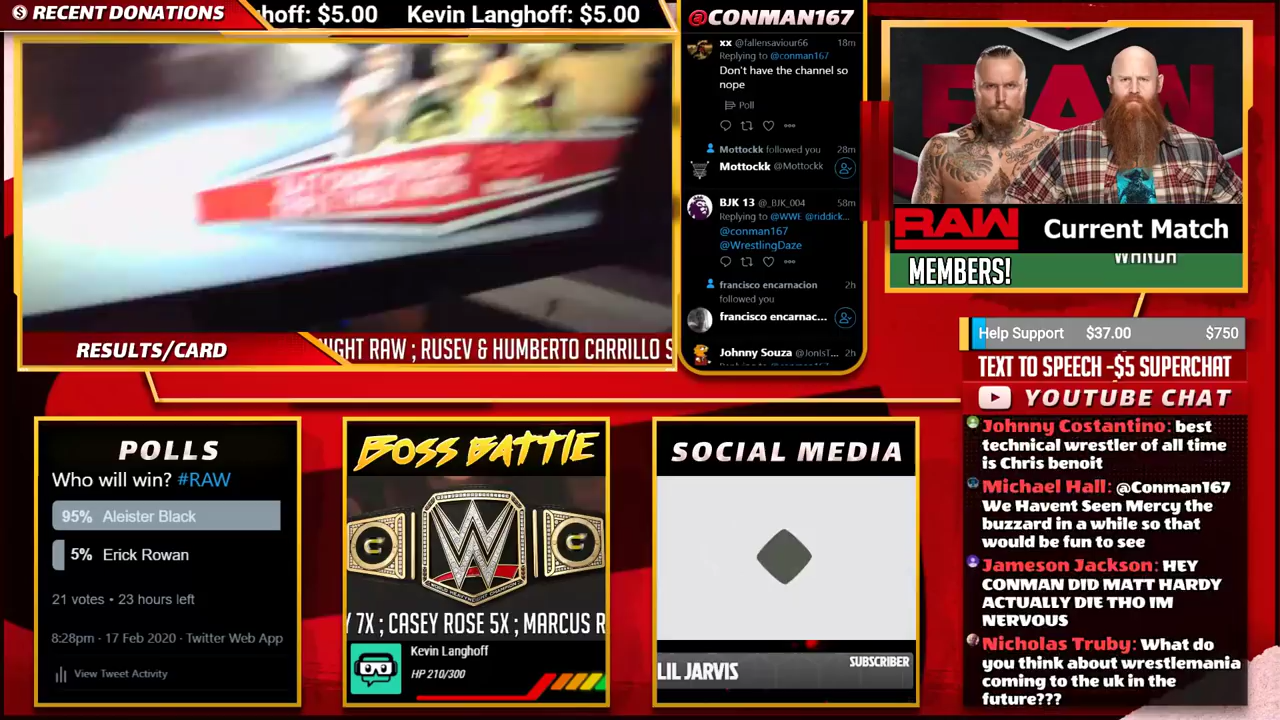 RECENT DONATIONS
ghoff: $5.00 Kevin Langhoff: $5.00
RESULTS/CARD
NIGHT RAW ; RUSEV & HUMBERTO CARRILLO S
@CONMAN167
xx @fallensaviour66 18m
Replying to @conman167
Don't have the channel so
nope
Poll
Mottockk followed you 28m
Mottockk @Mottockk
BJK 13 @_BJK_004 58m
Replying to @WWE @riddick...
@conman167
@WrestlingDaze
francisco encarnacion 2h
followed you
francisco encarnac...
Johnny Souza @JonIsT... 2h
RAW
Current Match
MEMBERS!
WANDA
Help Support $37.00 $750
TEXT TO SPEECH -$5 SUPERCHAT
YOUTUBE CHAT
Johnny Costantino: best
technical wrestler of all time
is Chris benoit
Michael Hall: @Conman167
We Havent Seen Mercy the
buzzard in a while so that
would be fun to see
Jameson Jackson: HEY
CONMAN DID MATT HARDY
ACTUALLY DIE THO IM
NERVOUS
Nicholas Truby: What do
you think about wrestlemania
coming to the uk in the
future???
POLLS
Who will win? #RAW
95% Aleister Black
5% Erick Rowan
21 votes • 23 hours left
8:28pm · 17 Feb 2020 · Twitter Web App
View Tweet Activity
BOSS BATTLE
Y 7X ; CASEY ROSE 5X ; MARCUS R
Kevin Langhoff
HP 210/300
SOCIAL MEDIA
LIL JARVIS
SUBSCRIBER